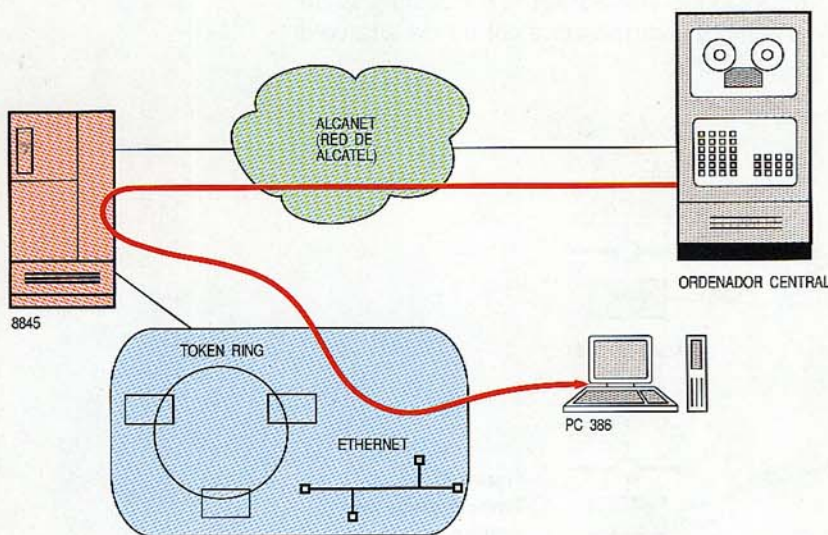 ALCANET
(RED DE
ALCATEL)
ORDENADOR CENTRAL
8845
TOKEN RING
PC 386
ETHERNET